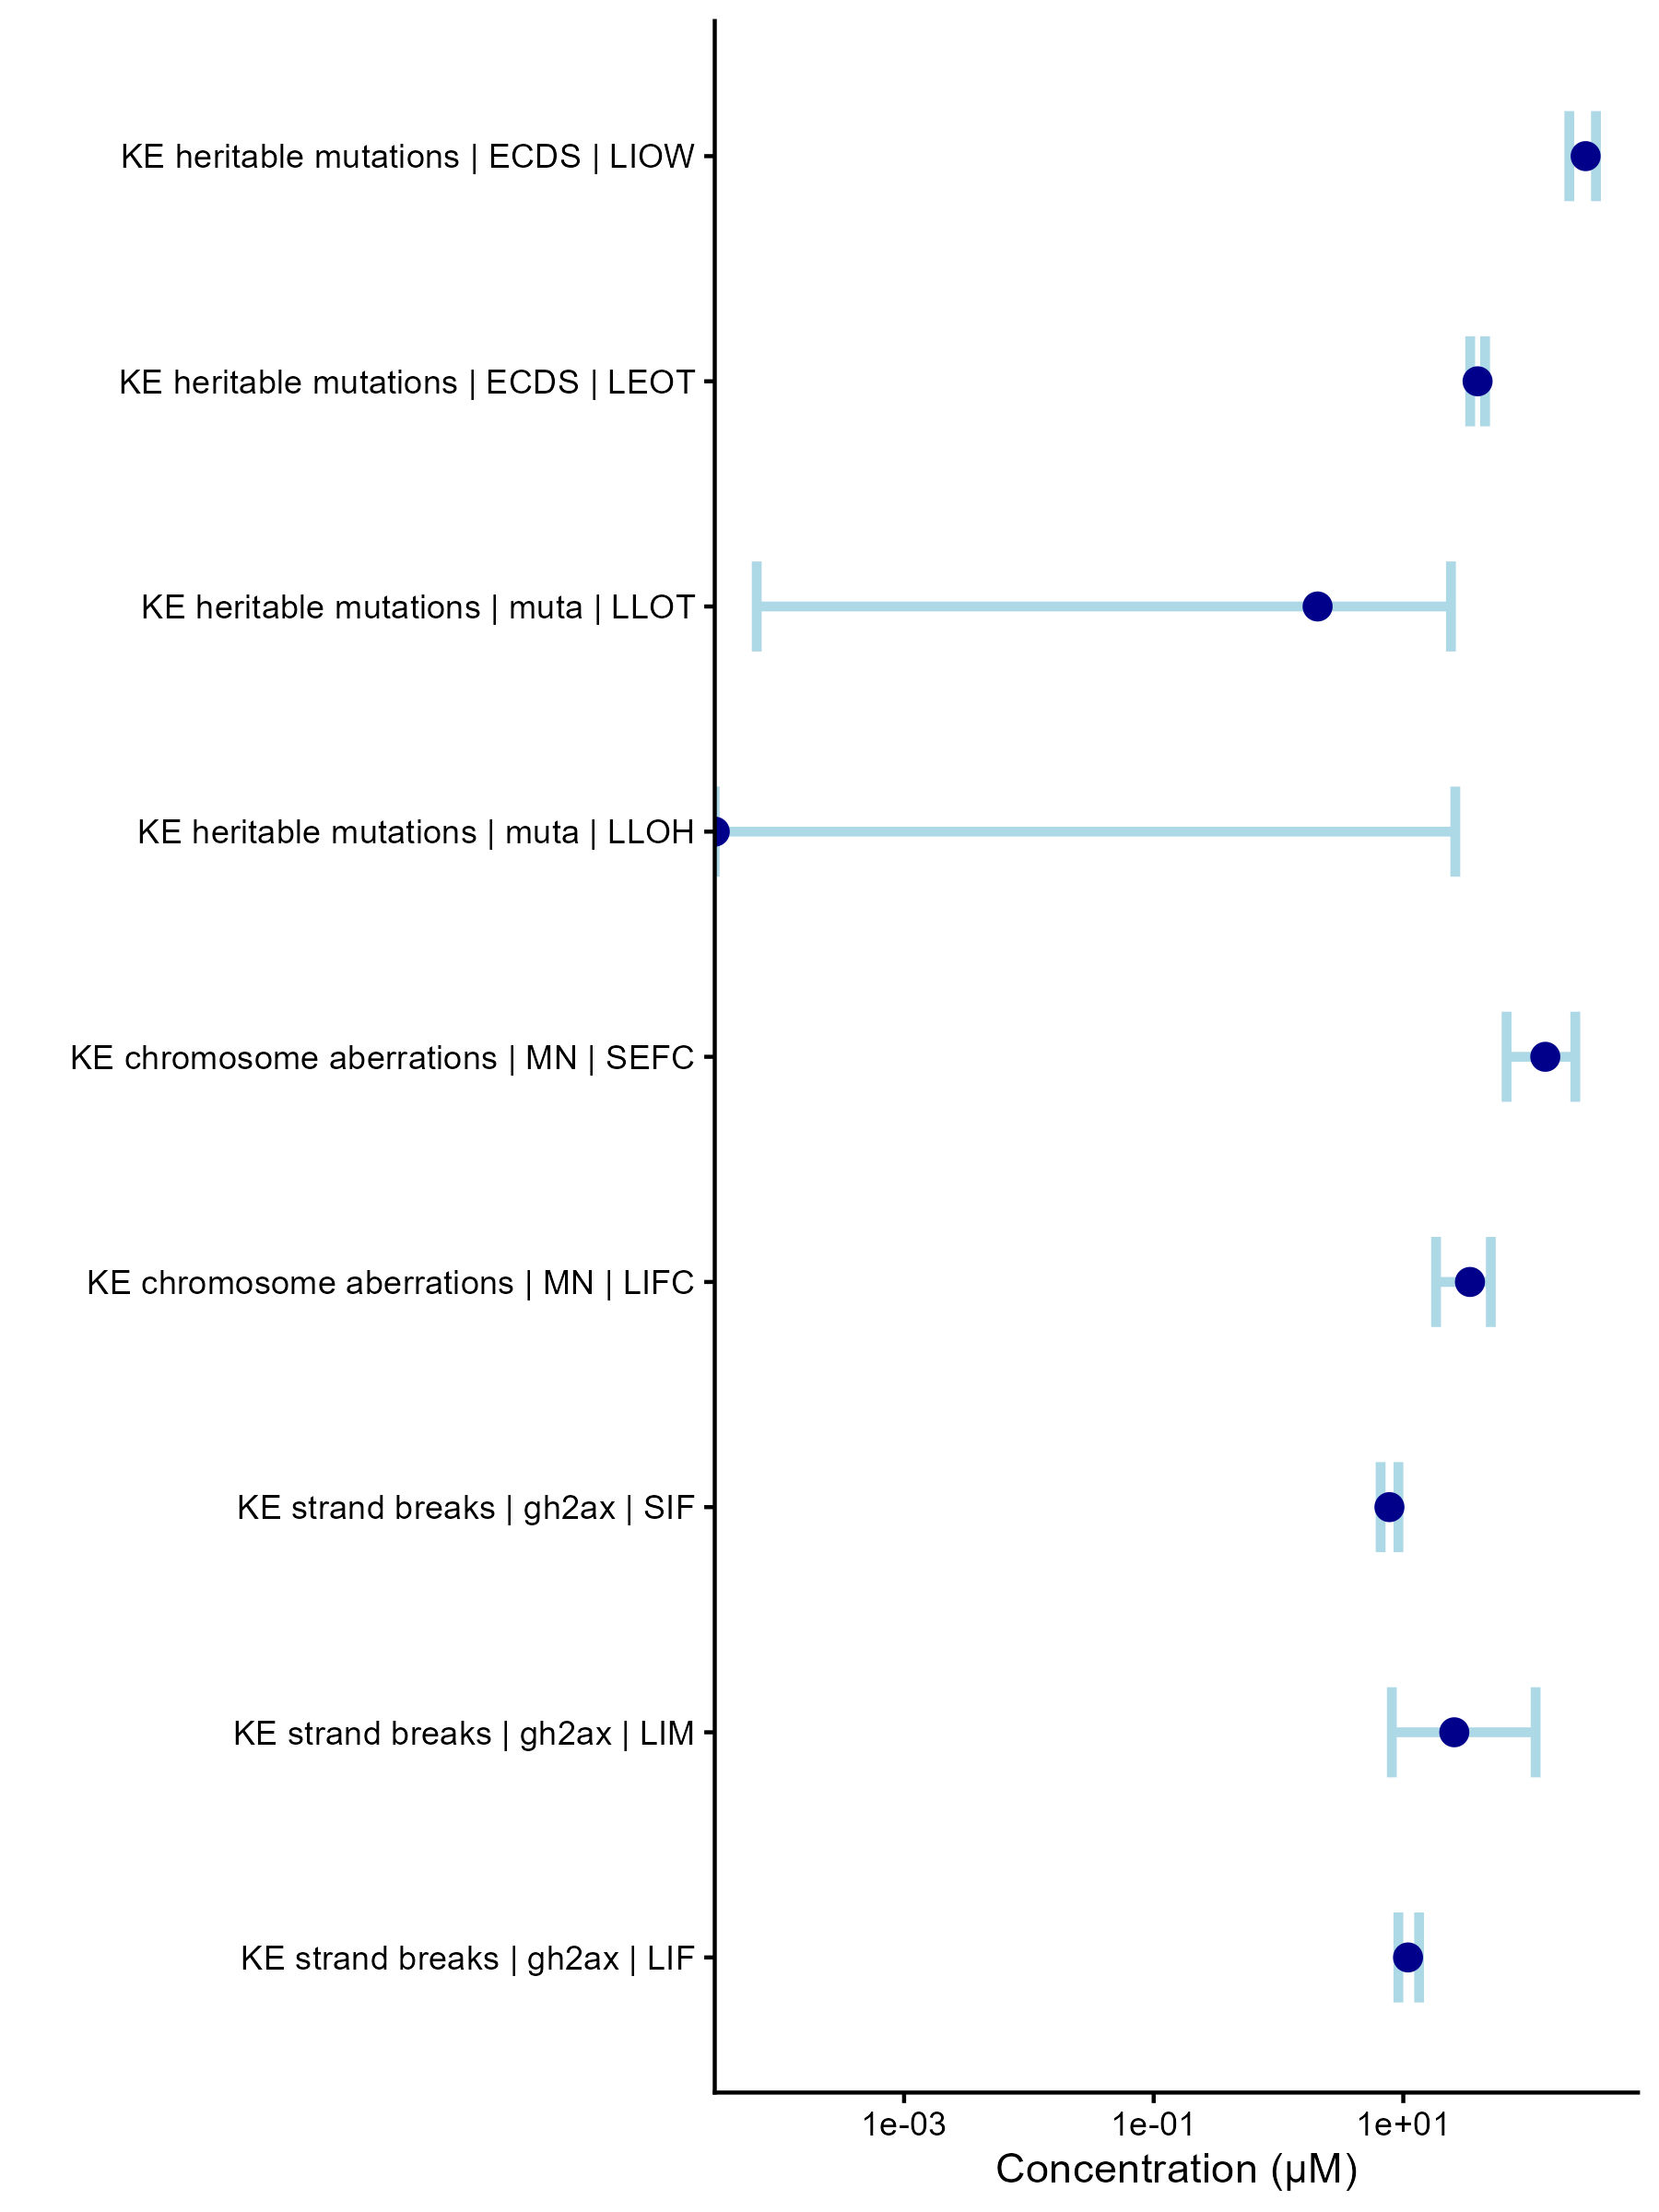 KE heritable mutations | ECDS | LIOW
KE heritable mutations | ECDS | LEOT
KE heritable mutations | muta | LLOT
KE heritable mutations | muta | LLOH
KE chromosome aberrations | MN | SEFC
KE chromosome aberrations | MN | LIFC
KE strand breaks | gh2ax | SIF
KE strand breaks | gh2ax | LIM
KE strand breaks | gh2ax | LIF
1e-03 1e-01 1e+01
Concentration (µM)